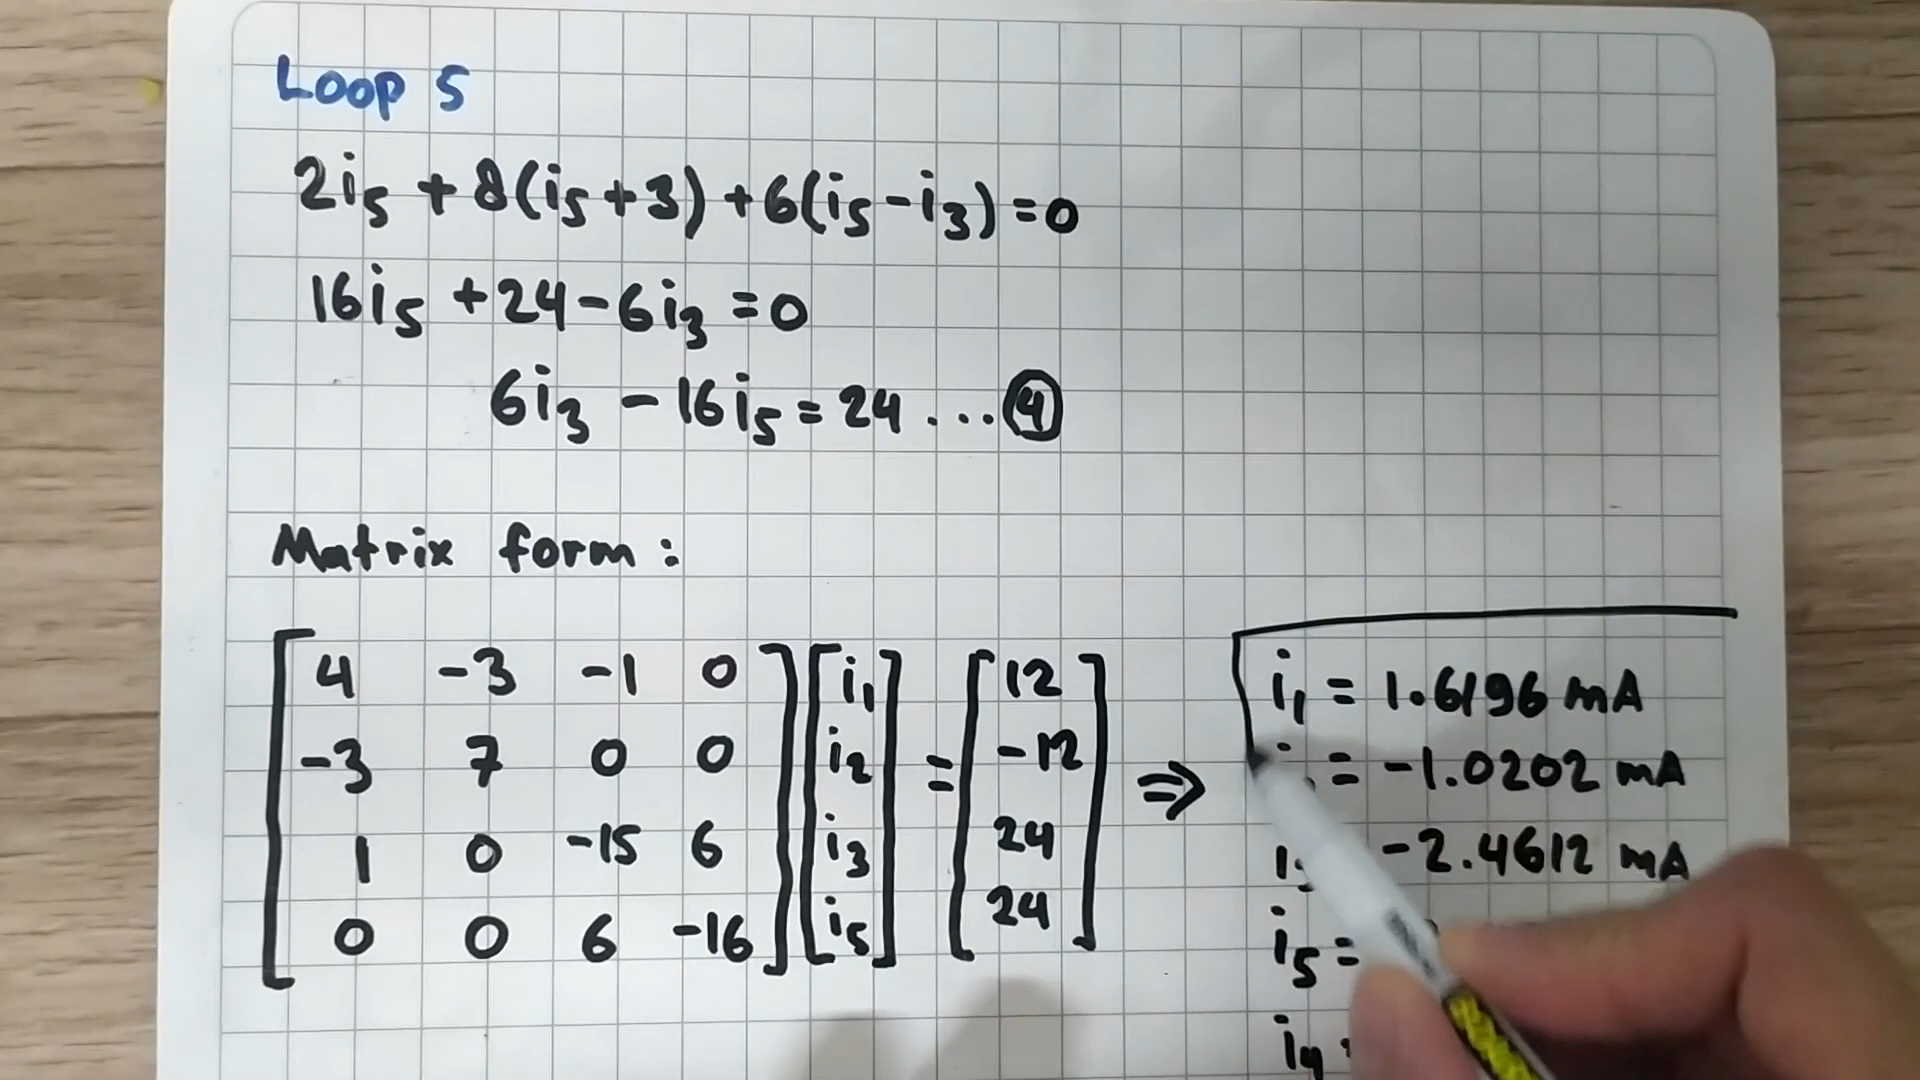 Loop 5
2i₅ + 8(i₅+3) + 6(i₅-i₃) = 0
16i₅ + 24 - 6i₃ = 0
6i₃ - 16i₅ = 24 ... ④
Matrix form:
[4 -3 -1 0] [i₁] = [12]
[-3 7 0 0] [i₂] = [-12]
[1 0 -15 6] [i₃] = [24]
[0 0 6 -16] [i₅] = [24]
⇒
i₁ = 1.6196 mA
= -1.0202 mA
-2.4612 mA
i₅ =
i₄